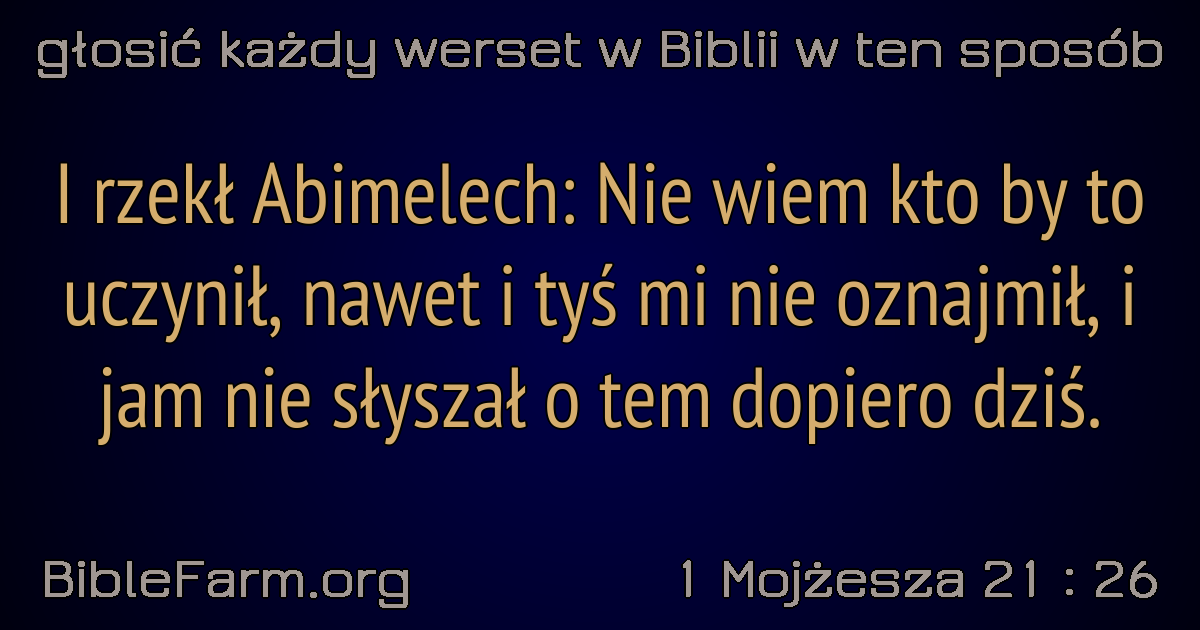 głosić każdy werset w Biblii w ten sposób
I rzekł Abimelech: Nie wiem kto by to
uczynił, nawet i tyś mi nie oznajmił, i
jam nie słyszał o tem dopiero dziś.
BibleFarm.org
1 Mojżesza 21 : 26